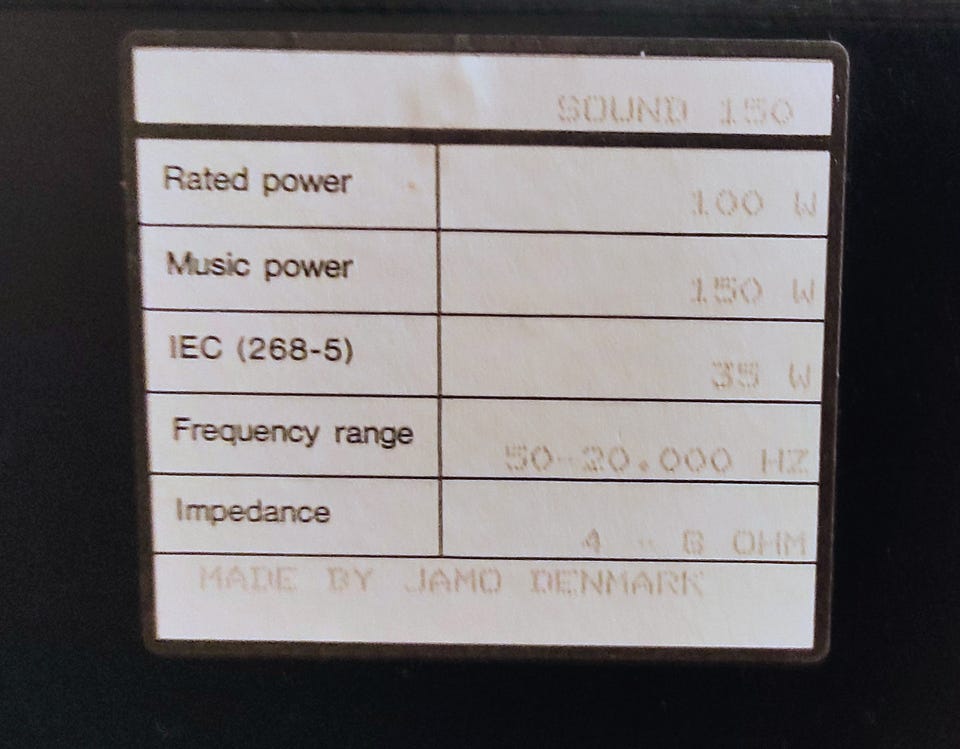 SOUND 150
Rated power 100 W
Music power 150 W
IEC (268-5) 35 W
Frequency range 50-20.000 HZ
Impedance 4 - 8 OHM
MADE BY JAMO DENMARK